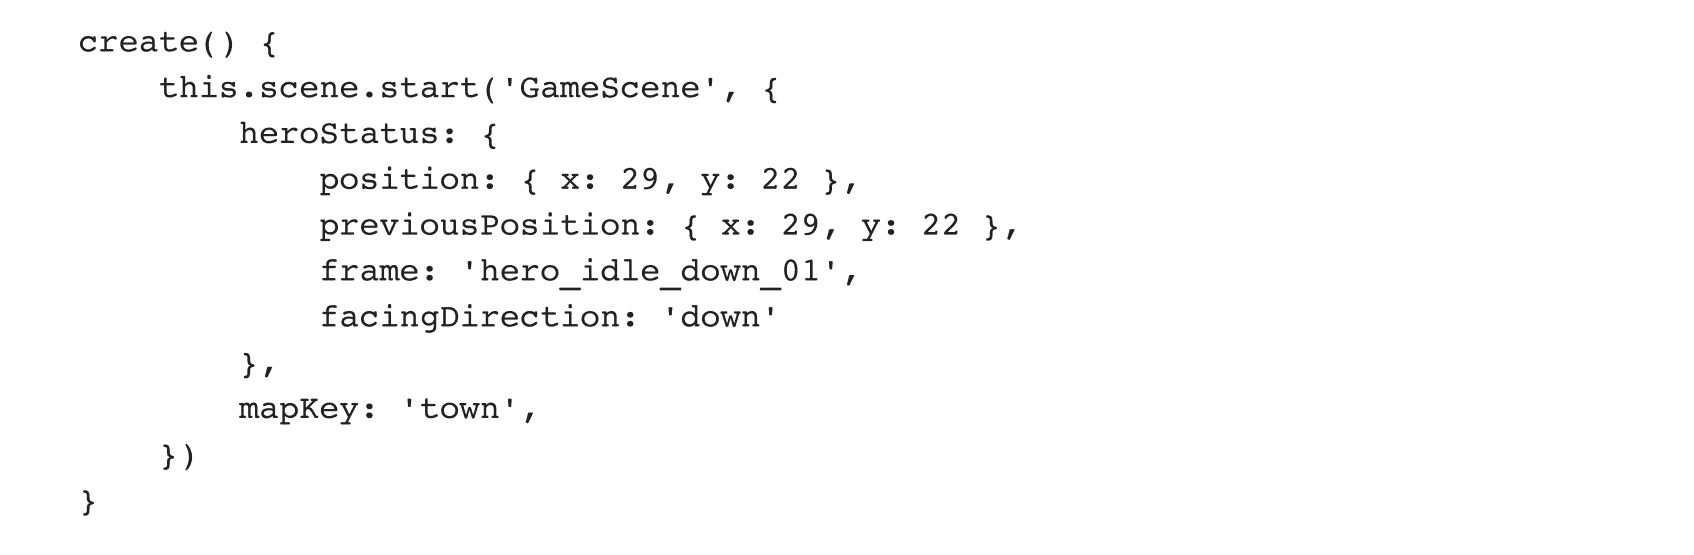 create() {
    this.scene.start('GameScene', {
        heroStatus: {
            position: { x: 29, y: 22 },
            previousPosition: { x: 29, y: 22 },
            frame: 'hero_idle_down_01',
            facingDirection: 'down'
        },
        mapKey: 'town',
    })
}